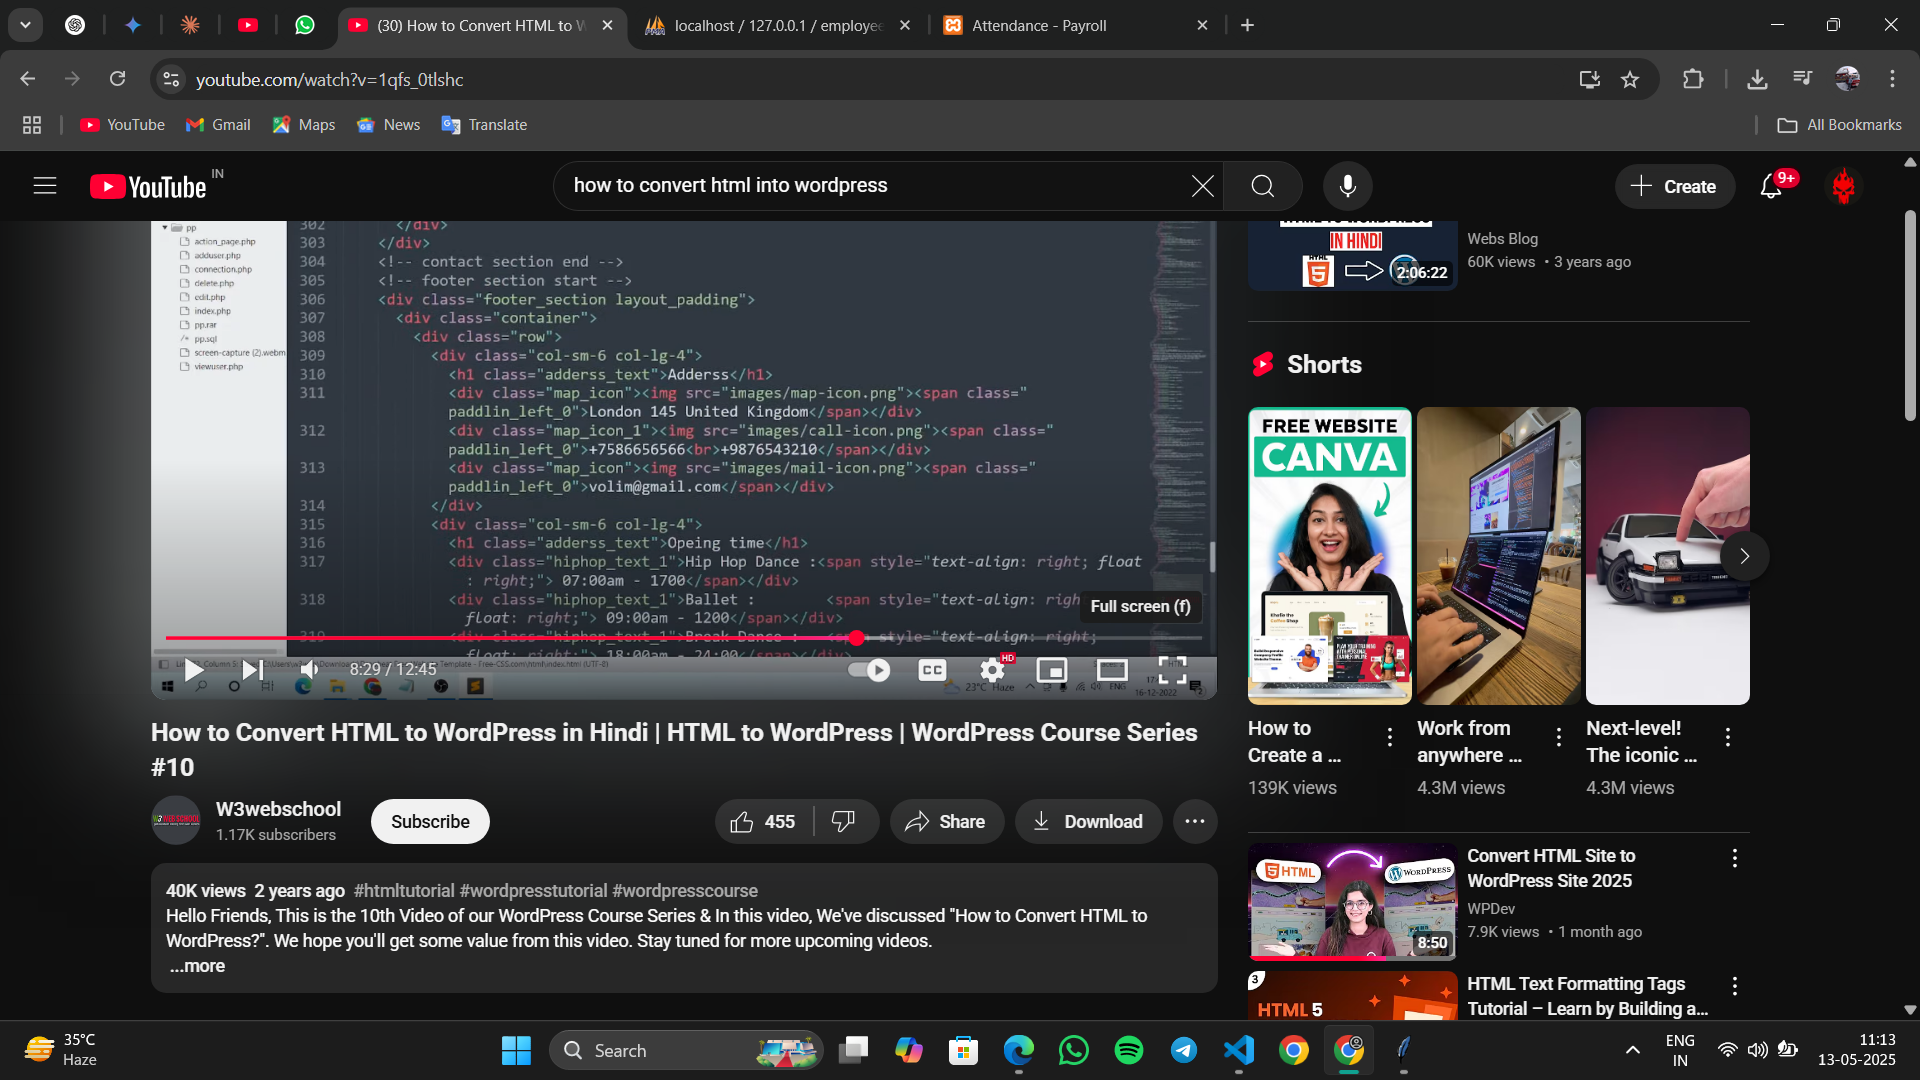 (30) How to Convert HTML to W
localhost / 127.0.0.1 / employee
Attendance - Payroll
youtube.com/watch?v=1qfs_0tlshc
YouTube
Gmail
Maps
News
Translate
All Bookmarks
YouTube IN
how to convert html into wordpress
Create
9+
pp
action_page.php
adduser.php
connection.php
delete.php
edit.php
index.php
pp.rar
pp.sql
screen-capture (2).webm
viewuser.php
302 </div>
303 </div>
304 <!-- contact section end -->
305 <!-- footer section start -->
306 <div class="footer_section layout_padding">
307 <div class="container">
308 <div class="row">
309 <div class="col-sm-6 col-lg-4">
310 <h1 class="adderss_text">Adderss</h1>
311 <div class="map_icon"><img src="images/map-icon.png"><span class="
paddlin_left_0">London 145 United Kingdom</span></div>
312 <div class="map_icon_1"><img src="images/call-icon.png"><span class="
paddlin_left_0">+7586656566<br>+9876543210</span></div>
313 <div class="map_icon"><img src="images/mail-icon.png"><span class="
paddlin_left_0">volim@gmail.com</span></div>
314 </div>
315 <div class="col-sm-6 col-lg-4">
316 <h1 class="adderss_text">Opeing time</h1>
317 <div class="hiphop_text_1">Hip Hop Dance :<span style="text-align: right; float
: right;"> 07:00am - 1700</span></div>
318 <div class="hiphop_text_1">Ballet : <span style="text-align: righ
float: right;"> 09:00am - 1200</span></div>
319 <div class="hiphop_text_1">Break Dance : style="text-align: right;
float: right;"> 18:00am - 24:00</span></div>
Full screen (f)
8:29 / 12:45
CC
HD
23°C Haze
ENG
16-12-2022
How to Convert HTML to WordPress in Hindi | HTML to WordPress | WordPress Course Series
#10
W3webschool
1.17K subscribers
Subscribe
455
Share
Download
40K views 2 years ago #htmltutorial #wordpresstutorial #wordpresscourse
Hello Friends, This is the 10th Video of our WordPress Course Series & In this video, We've discussed "How to Convert HTML to
WordPress?". We hope you'll get some value from this video. Stay tuned for more upcoming videos.
...more
IN HINDI
HTML
5
2:06:22
Webs Blog
60K views • 3 years ago
Shorts
FREE WEBSITE
CANVA
How to
Create a ...
139K views
Work from
anywhere ...
4.3M views
Next-level!
The iconic ...
4.3M views
HTML
WORDPRESS
8:50
Convert HTML Site to
WordPress Site 2025
WPDev
7.9K views • 1 month ago
3
HTML 5
HTML Text Formatting Tags
Tutorial – Learn by Building a...
35°C
Haze
Search
ENG
IN
11:13
13-05-2025